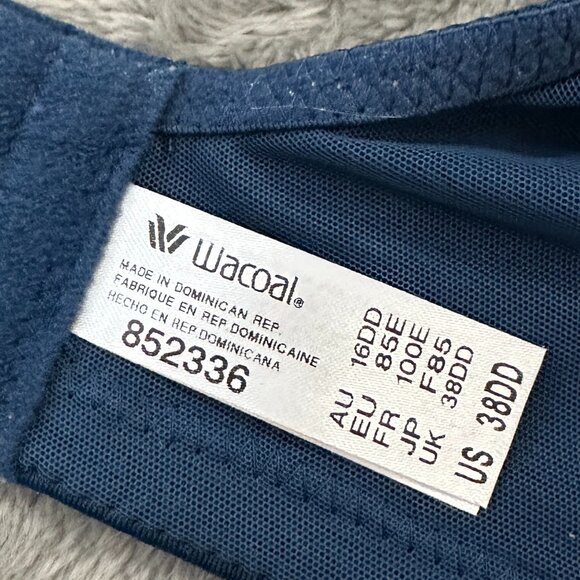 Wacoal®
MADE IN DOMINICAN REP.
FABRIQUE EN REP. DOMINICAINE
HECHO EN REP. DOMINICANA
852336
AU 16DD
EU 85E
FR 100E
JP F85
UK 38DD
US 38DD